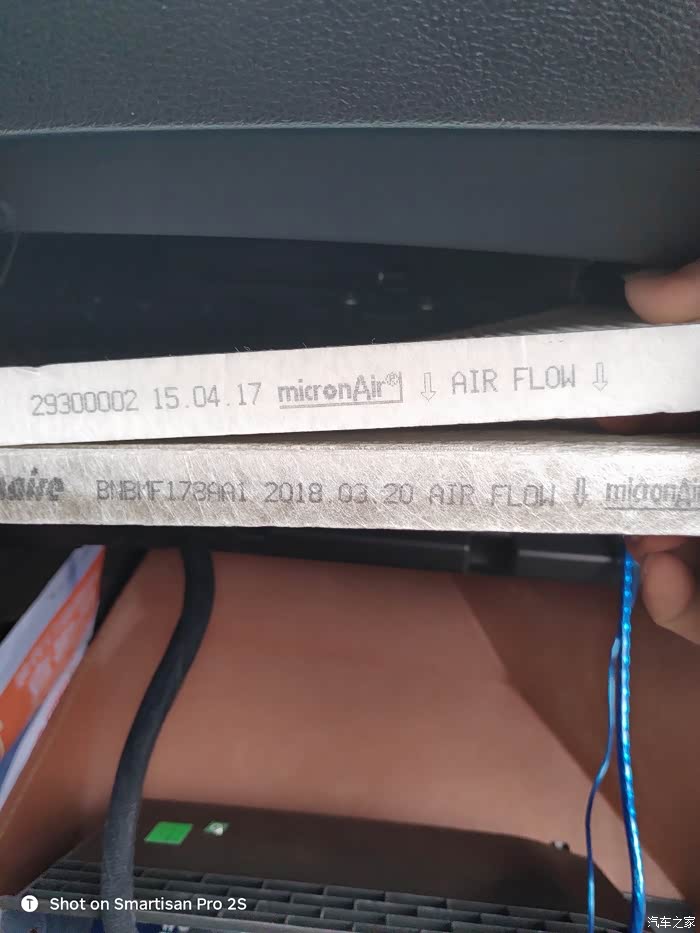 29300002 15.04.17 micronAir® ⇩ AIR FLOW ⇩
BNBMF178AA1 2018 03.20 AIR FLOW ⇩ micronAir
Shot on Smartisan Pro 2S
汽车之家